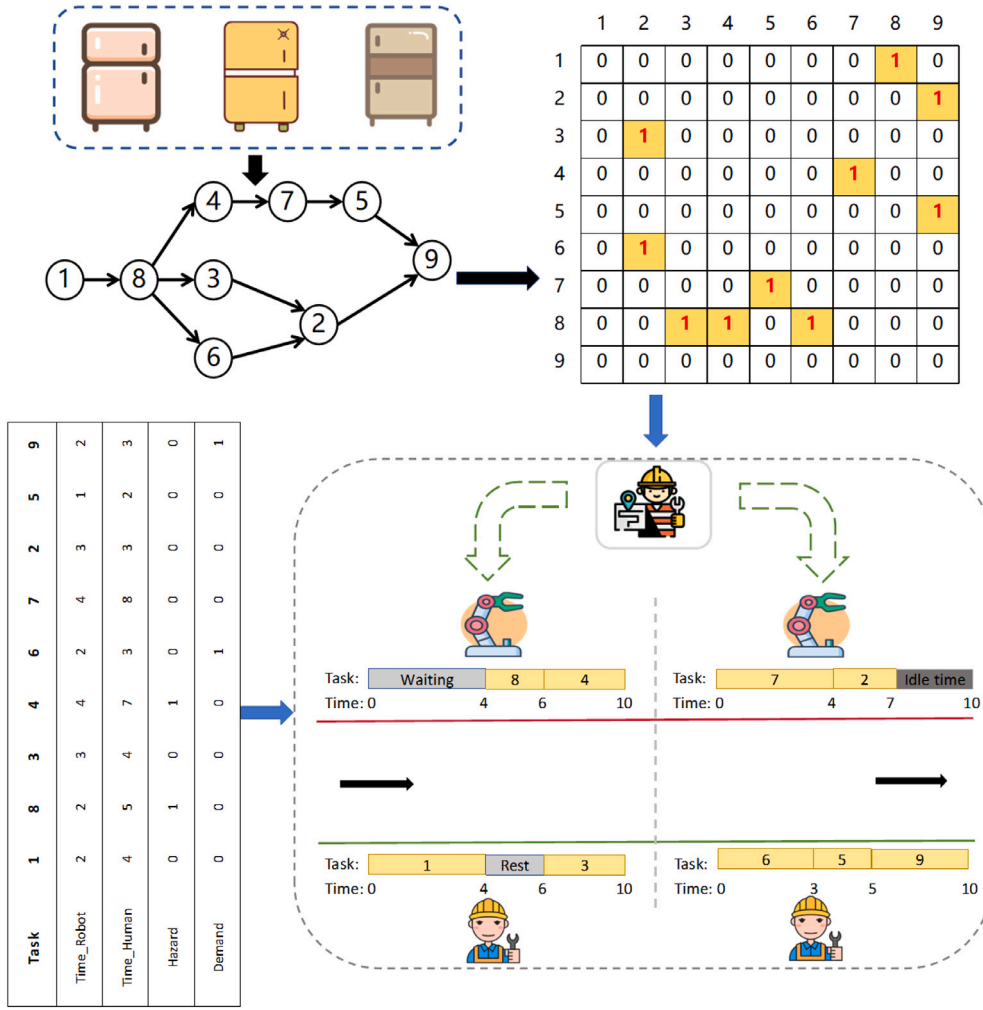 1 2 3 4 5 6 7 8 9
1 0 0 0 0 0 0 0 1 0
2 0 0 0 0 0 0 0 0 1
3 0 1 0 0 0 0 0 0 0
4 0 0 0 0 0 0 1 0 0
5 0 0 0 0 0 0 0 0 1
6 0 1 0 0 0 0 0 0 0
7 0 0 0 0 1 0 0 0 0
8 0 0 1 1 0 1 0 0 0
9 0 0 0 0 0 0 0 0 0
4 7 5
9
1 8 3
2
6
Task 1 8 3 4 6 7 2 5 9
Time_Robot 2 2 3 4 2 4 3 1 2
Time_Human 4 5 4 7 3 8 3 2 3
Hazard 0 1 0 1 0 0 0 0 0
Demand 0 0 0 0 1 0 0 0 1
Task: Waiting 8 4
Time: 0 4 6 10
Task: 7 2 Idle time
Time: 0 4 7 10
Task: 1 Rest 3
Time: 0 4 6 10
Task: 6 5 9
Time: 0 3 5 10